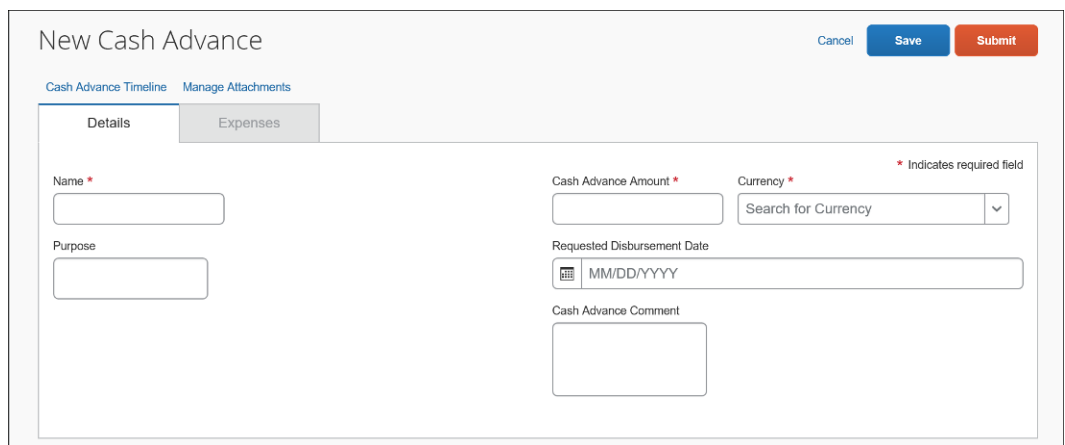 New Cash Advance
Cancel
Save
Submit
Cash Advance Timeline
Manage Attachments
Details
Expenses
* Indicates required field
Name *
Cash Advance Amount *
Currency *
Search for Currency
Purpose
Requested Disbursement Date
MM/DD/YYYY
Cash Advance Comment